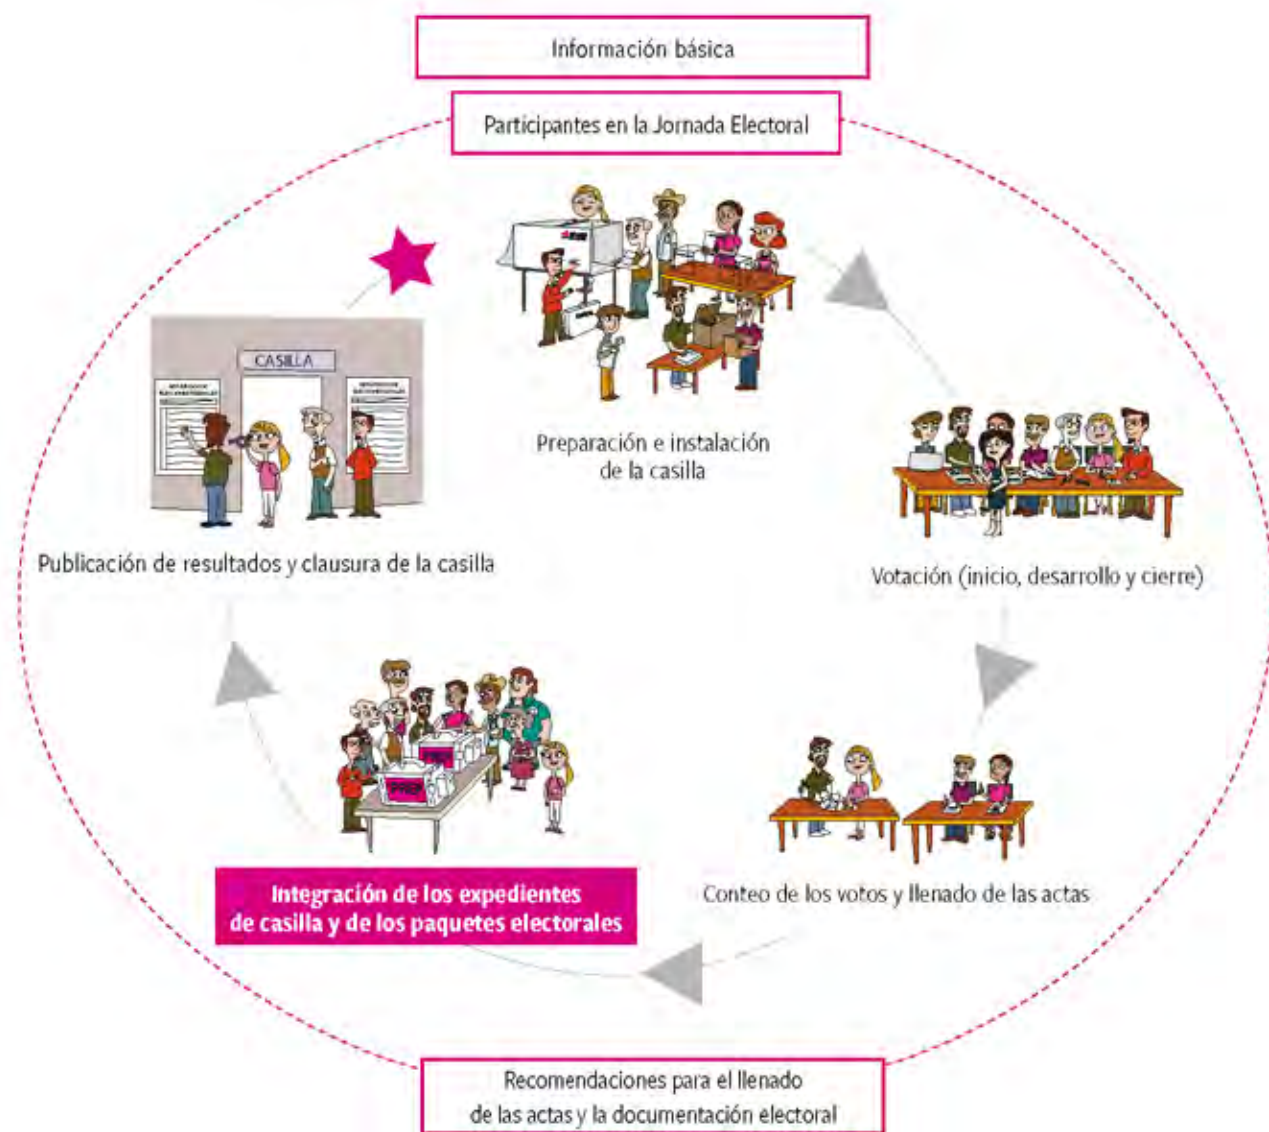 Información básica
Participantes en la Jornada Electoral
Preparación e instalación
de la casilla
CASILLA
Publicación de resultados y clausura de la casilla
Votación (inicio, desarrollo y cierre)
PREP
PREP
Integración de los expedientes
de casilla y de los paquetes electorales
Conteo de los votos y llenado de las actas
Recomendaciones para el llenado
de las actas y la documentación electoral